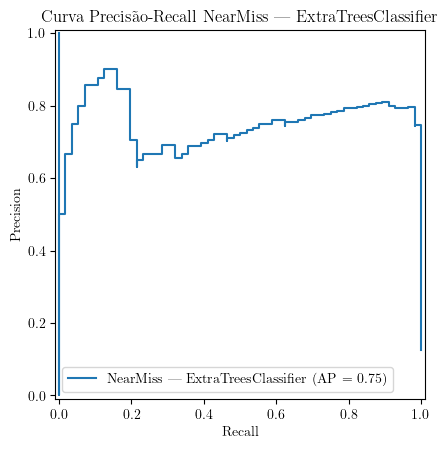 Curva Precisão-Recall NearMiss — ExtraTreesClassifier
1.0
0.8
0.6
0.4
0.2
0.0
Precision
NearMiss — ExtraTreesClassifier (AP = 0.75)
0.0 0.2 0.4 0.6 0.8 1.0
Recall